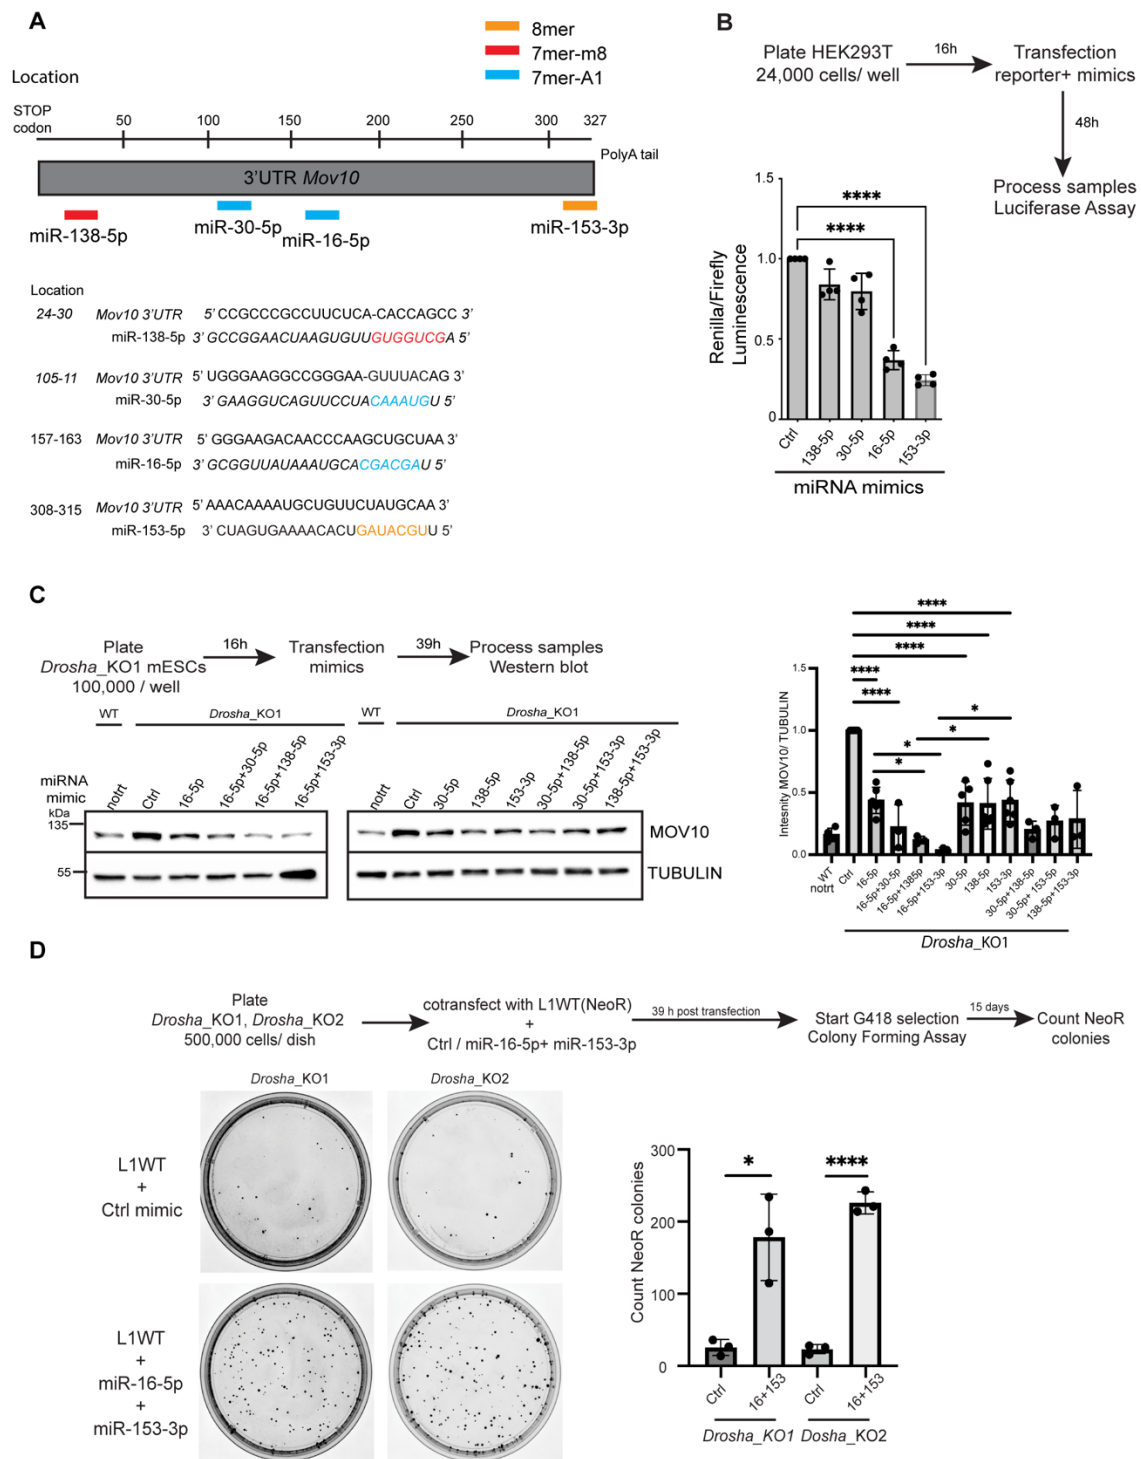 A
8mer
7mer-m8
7mer-A1
Location
STOP
codon
50
100
150
200
250
300
327
PolyA tail
3'UTR Mov10
miR-138-5p
miR-30-5p
miR-16-5p
miR-153-3p
Location
24-30 Mov10 3'UTR 5' CCGCCCGCCUUCUCA-CACCAGCC 3'
miR-138-5p 3' GCCGGAACUAAGUGUUGUGGUCGA 5'
105-11 Mov10 3'UTR 5' UGGGAAGGCCGGGAA-GUUUACAG 3'
miR-30-5p 3' GAAGGUCAGUUCCUACAAAUGU 5'
157-163 Mov10 3'UTR 5' GGGAAGACAACCCAAGCUGCUAA 3'
miR-16-5p 3' GCGGUUAUAAAUGCACGACGAU 5'
308-315 Mov10 3'UTR 5' AAACAAAAUGCUGUUCUAUGCAA 3'
miR-153-5p 3' CUAGUGAAAACACUGAUACGUU 5'
B
Plate HEK293T
24,000 cells/ well
16h
Transfection
reporter+ mimics
48h
Process samples
Luciferase Assay
Renilla/Firefly
Luminescence
1.5
1.0
0.5
0
****
****
Ctrl
138-5p
30-5p
16-5p
153-3p
miRNA mimics
C
Plate
Drosha_KO1 mESCs
100,000 / well
16h
Transfection
mimics
39h
Process samples
Western blot
WT
Drosha_KO1
WT
Drosha_KO1
miRNA
mimic
kDa
notrt
Ctrl
16-5p
16-5p+30-5p
16-5p+138-5p
16-5p+153-3p
notrt
Ctrl
30-5p
138-5p
153-3p
30-5p+138-5p
30-5p+153-3p
138-5p+153-3p
135
55
MOV10
TUBULIN
Intesnity MOV10/ TUBULIN
1.5
1.0
0.5
0.0
****
****
****
****
****
*
*
*
*
WT
notrt
Ctrl
16-5p
16-5p+30-5p
16-5p+1385p
16-5p+153-3p
30-5p
138-5p
153-3p
30-5p+138-5p
30-5p+ 153-5p
138-5p+153-3p
Drosha_KO1
D
Plate
Drosha_KO1, Drosha_KO2
500,000 cells/ dish
cotransfect with L1WT(NeoR)
+
Ctrl / miR-16-5p+ miR-153-3p
39 h post transfection
Start G418 selection
Colony Forming Assay
15 days
Count NeoR
colonies
Drosha_KO1
Drosha_KO2
L1WT
+
Ctrl mimic
L1WT
+
miR-16-5p
+
miR-153-3p
Count NeoR colonies
300
200
100
0
*
****
Ctrl
16+153
Ctrl
16+153
Drosha_KO1
Dosha_KO2